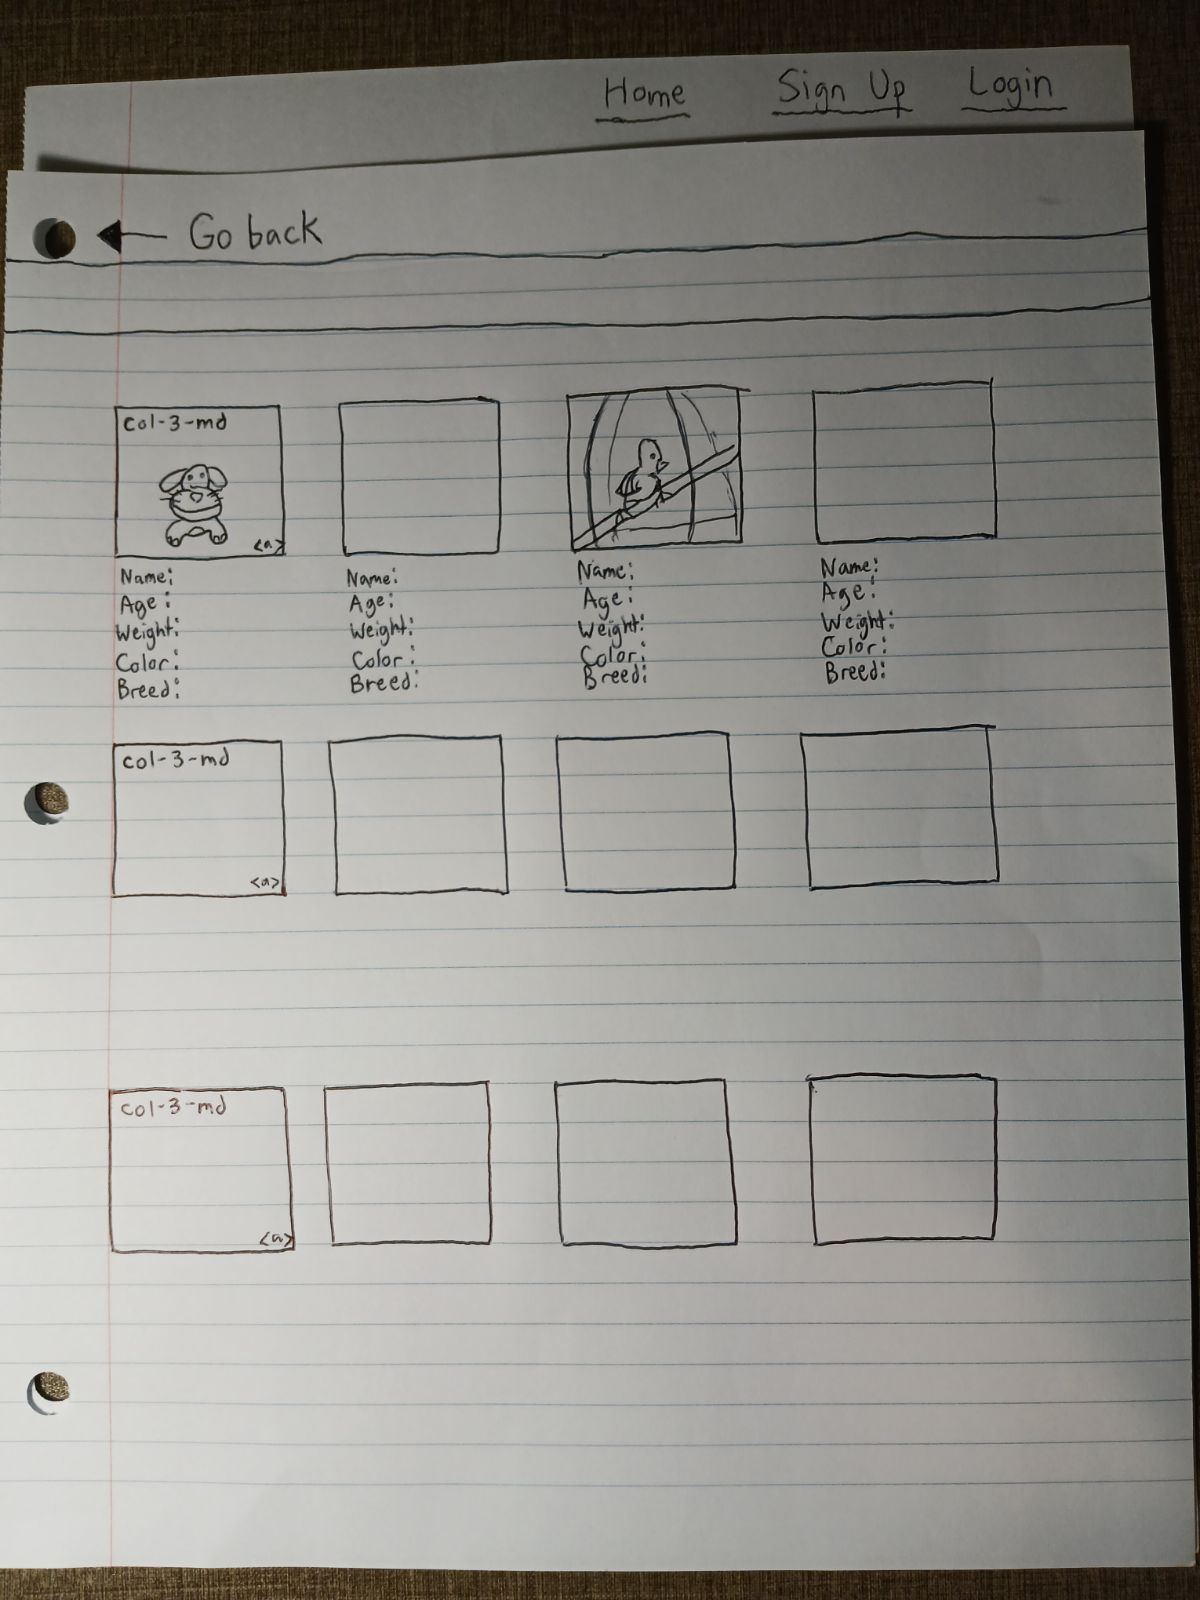 Home Sign Up Login
Go back
col-3-md
<a>
Name: Name: Name: Name:
Age: Age: Age: Age:
Weight: Weight: Weight: Weight:
Color: Color: Color: Color:
Breed: Breed: Breed: Breed:
col-3-md
<a>
col-3-md
<a>